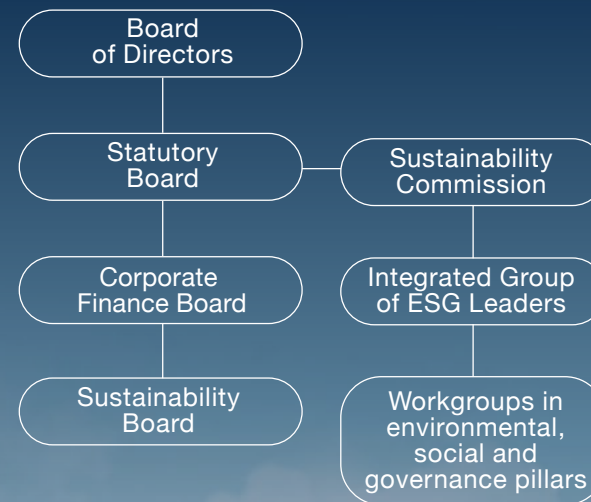 Board
of Directors
Statutory
Board
Sustainability
Commission
Corporate
Finance Board
Integrated Group
of ESG Leaders
Sustainability
Board
Workgroups in
environmental,
social and
governance pillars